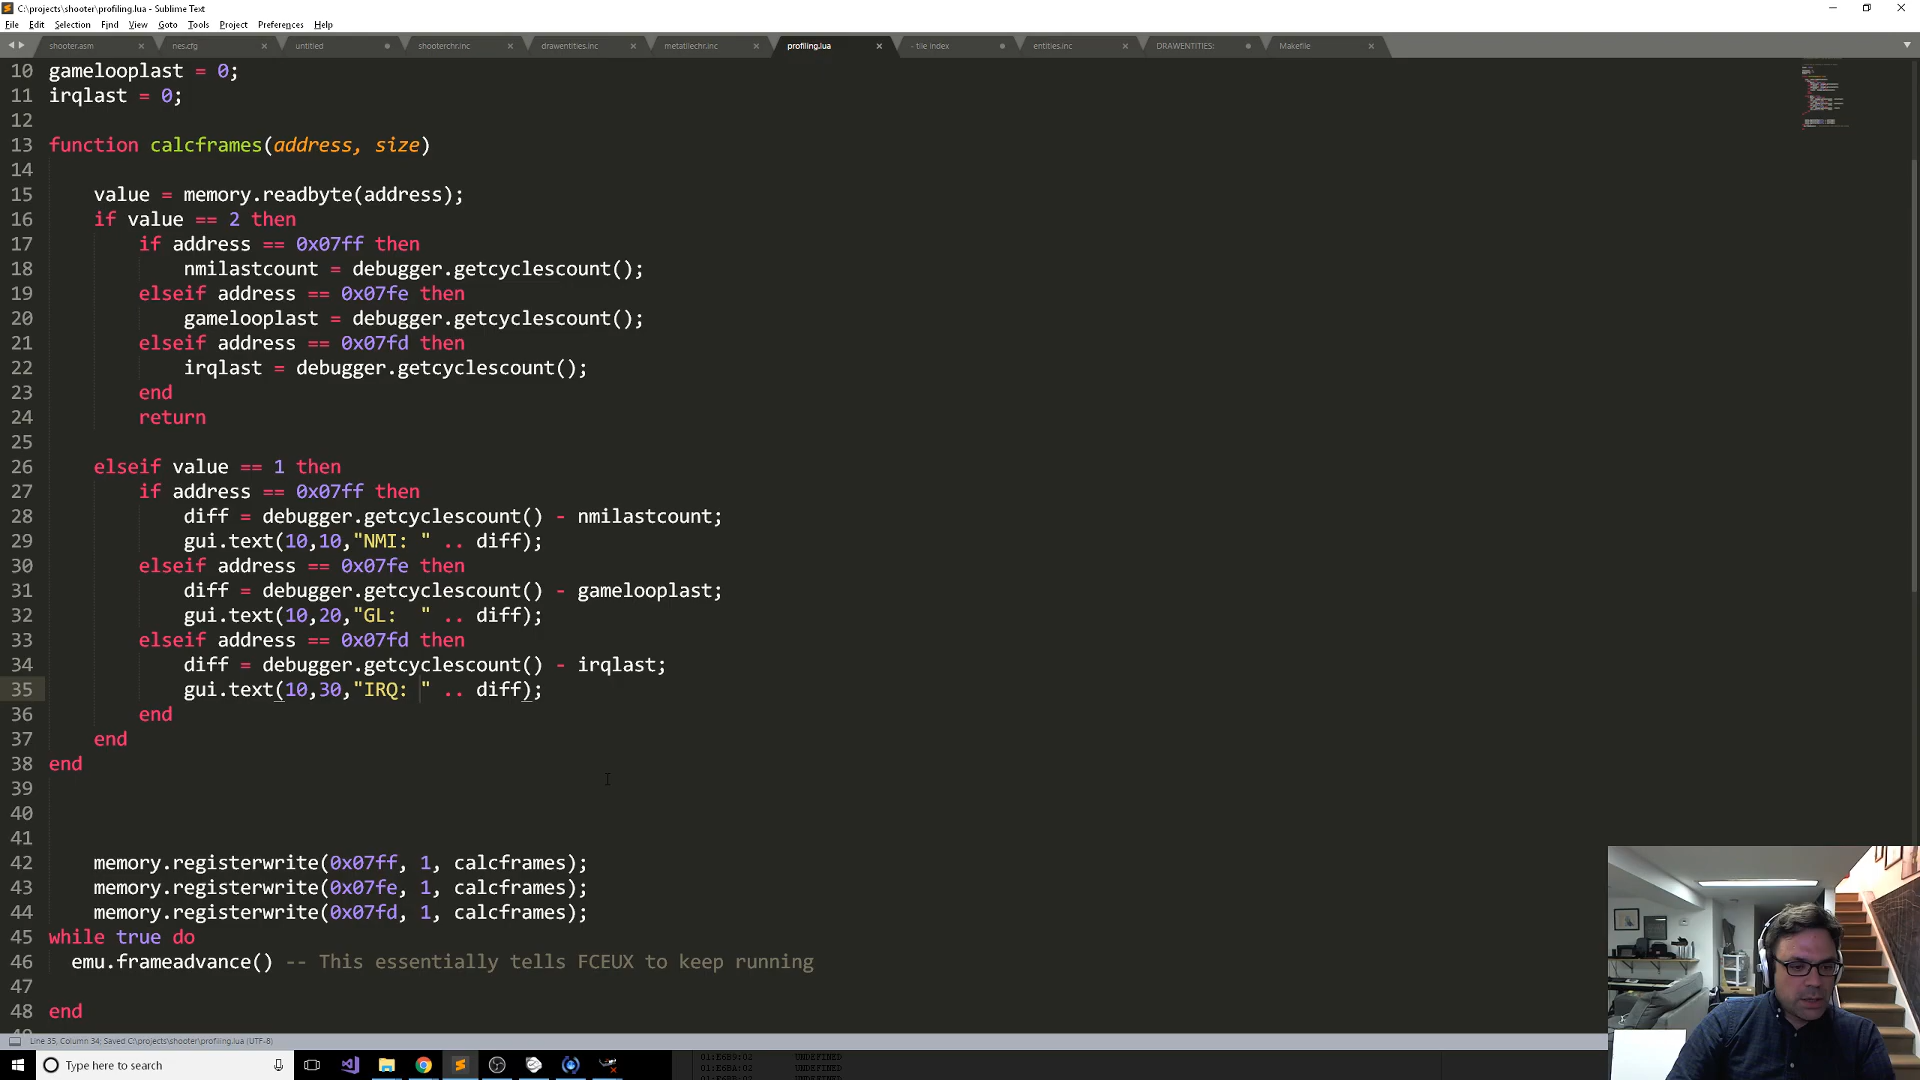 C:\projects\shooter\profiling.lua - Sublime Text
File Edit Selection Find View Goto Tools Project Preferences Help
shooter.asm nes.cfg untitled shooterchr.inc drawentities.inc metatilechr.inc profiling.lua - tile index entities.inc DRAWENTITIES: Makefile
10 gamelooplast = 0;
11 irqlast = 0;
12
13 function calcframes(address, size)
14
15 value = memory.readbyte(address);
16 if value == 2 then
17 if address == 0x07ff then
18 nmilastcount = debugger.getcyclescount();
19 elseif address == 0x07fe then
20 gamelooplast = debugger.getcyclescount();
21 elseif address == 0x07fd then
22 irqlast = debugger.getcyclescount();
23 end
24 return
25
26 elseif value == 1 then
27 if address == 0x07ff then
28 diff = debugger.getcyclescount() - nmilastcount;
29 gui.text(10,10,"NMI: " .. diff);
30 elseif address == 0x07fe then
31 diff = debugger.getcyclescount() - gamelooplast;
32 gui.text(10,20,"GL:  " .. diff);
33 elseif address == 0x07fd then
34 diff = debugger.getcyclescount() - irqlast;
35 gui.text(10,30,"IRQ: " .. diff);
36 end
37 end
38 end
39
40
41
42 memory.registerwrite(0x07ff, 1, calcframes);
43 memory.registerwrite(0x07fe, 1, calcframes);
44 memory.registerwrite(0x07fd, 1, calcframes);
45 while true do
46 emu.frameadvance() -- This essentially tells FCEUX to keep running
47
48 end
Line 35, Column 34; Saved C:\projects\shooter\profiling.lua (UTF-8)
Type here to search
01:E6B9:02 UNDEFINED
01:E6BA:02 UNDEFINED